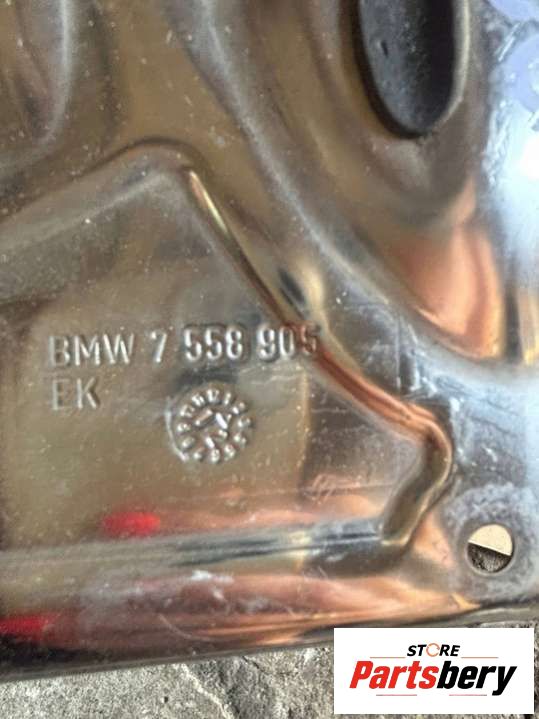 BMW 7 558 905
EK
STORE
Partsbery